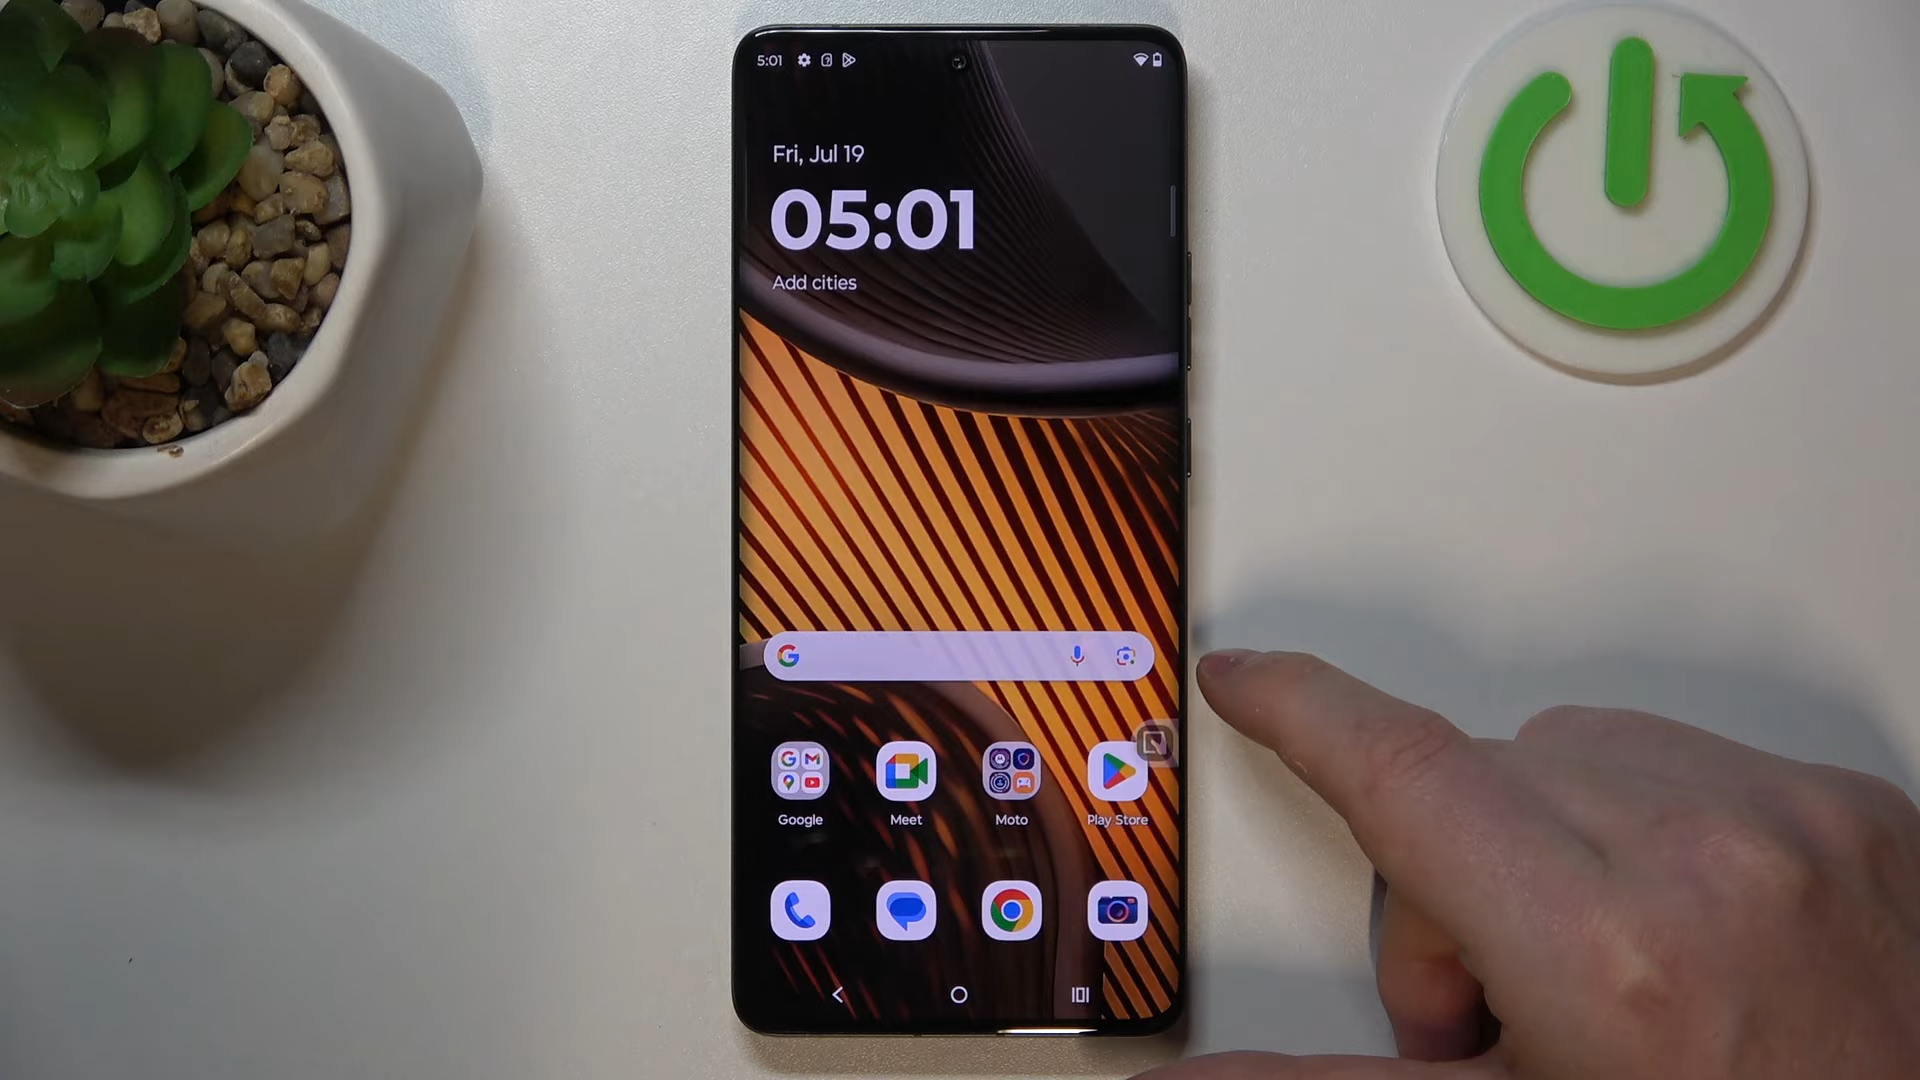 5:01
Fri, Jul 19
05:01
Add cities
Google
Meet
Moto
Play Store